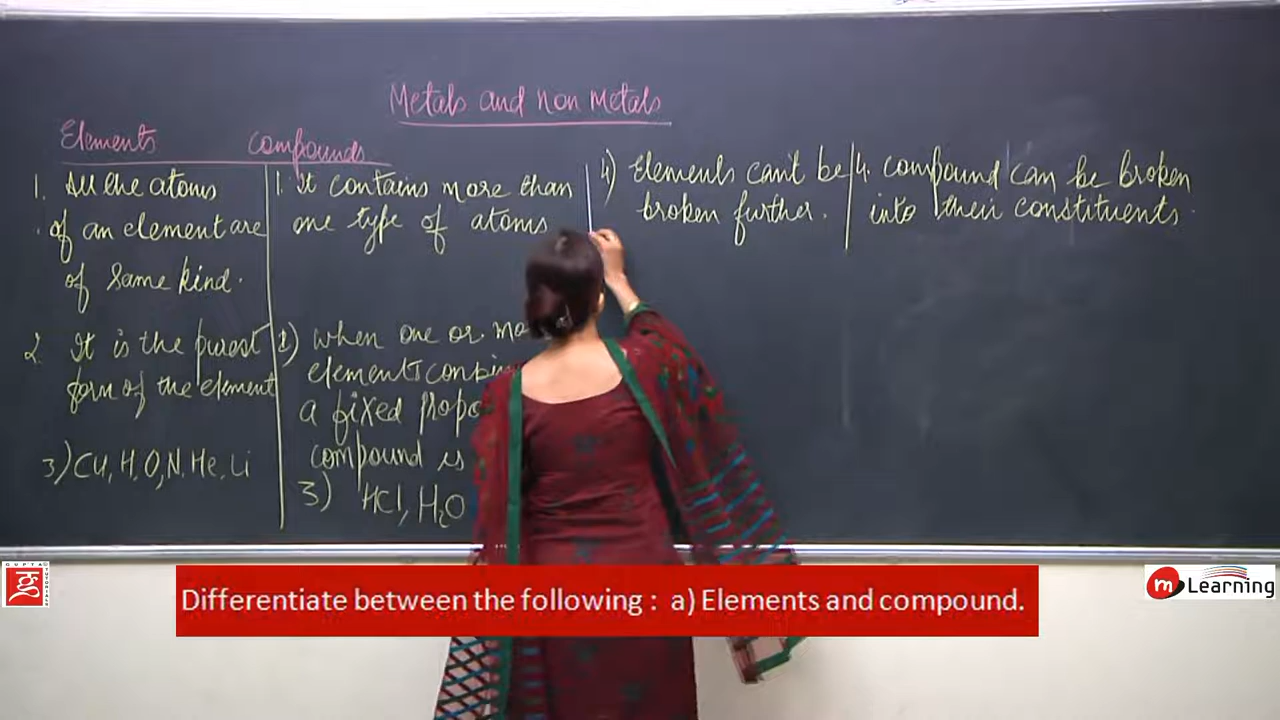 Metals and non Metals
Elements
compounds
1. All the atoms
of an element are
of same kind.
2. It is the purest
form of the element
3) Cu, H, O, N, He, Li
1. It contains more than
one type of atoms
2) when one or
elements
a fixed
compound is
3) HCl, H₂O
4) Elements can't be
broken further.
4. compound can be broken
into their constituents.
GUPTA
TUTORIALS
Differentiate between the following : a) Elements and compound.
m Learning